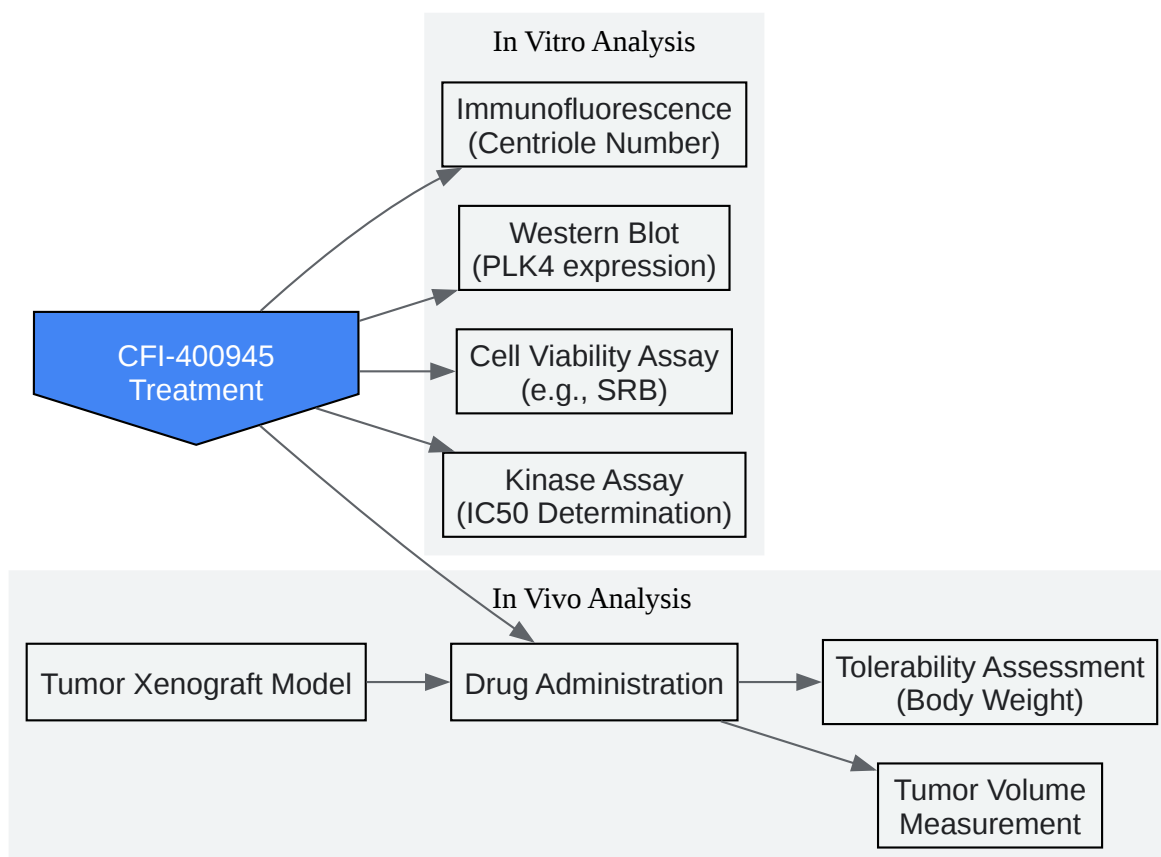 In Vitro Analysis
Immunofluorescence
(Centriole Number)
Western Blot
(PLK4 expression)
CFI-400945
Treatment
Cell Viability Assay
(e.g., SRB)
Kinase Assay
(IC50 Determination)
In Vivo Analysis
Tumor Xenograft Model
Drug Administration
Tolerability Assessment
(Body Weight)
Tumor Volume
Measurement